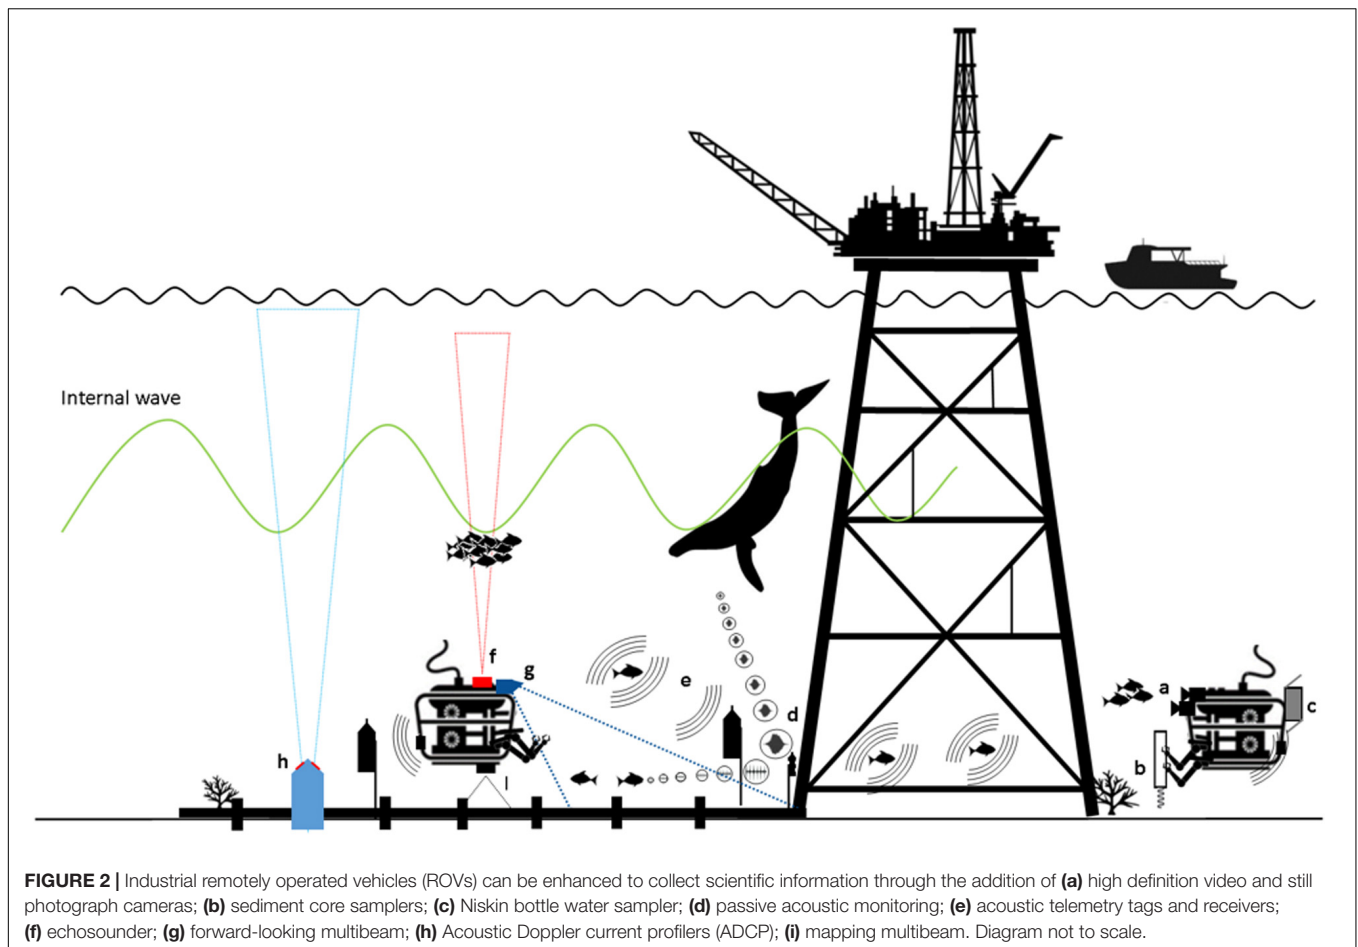 Internal wave
f
g
e
a
c
d
h
b
l
FIGURE 2 | Industrial remotely operated vehicles (ROVs) can be enhanced to collect scientific information through the addition of (a) high definition video and still
photograph cameras; (b) sediment core samplers; (c) Niskin bottle water sampler; (d) passive acoustic monitoring; (e) acoustic telemetry tags and receivers;
(f) echosounder; (g) forward-looking multibeam; (h) Acoustic Doppler current profilers (ADCP); (i) mapping multibeam. Diagram not to scale.